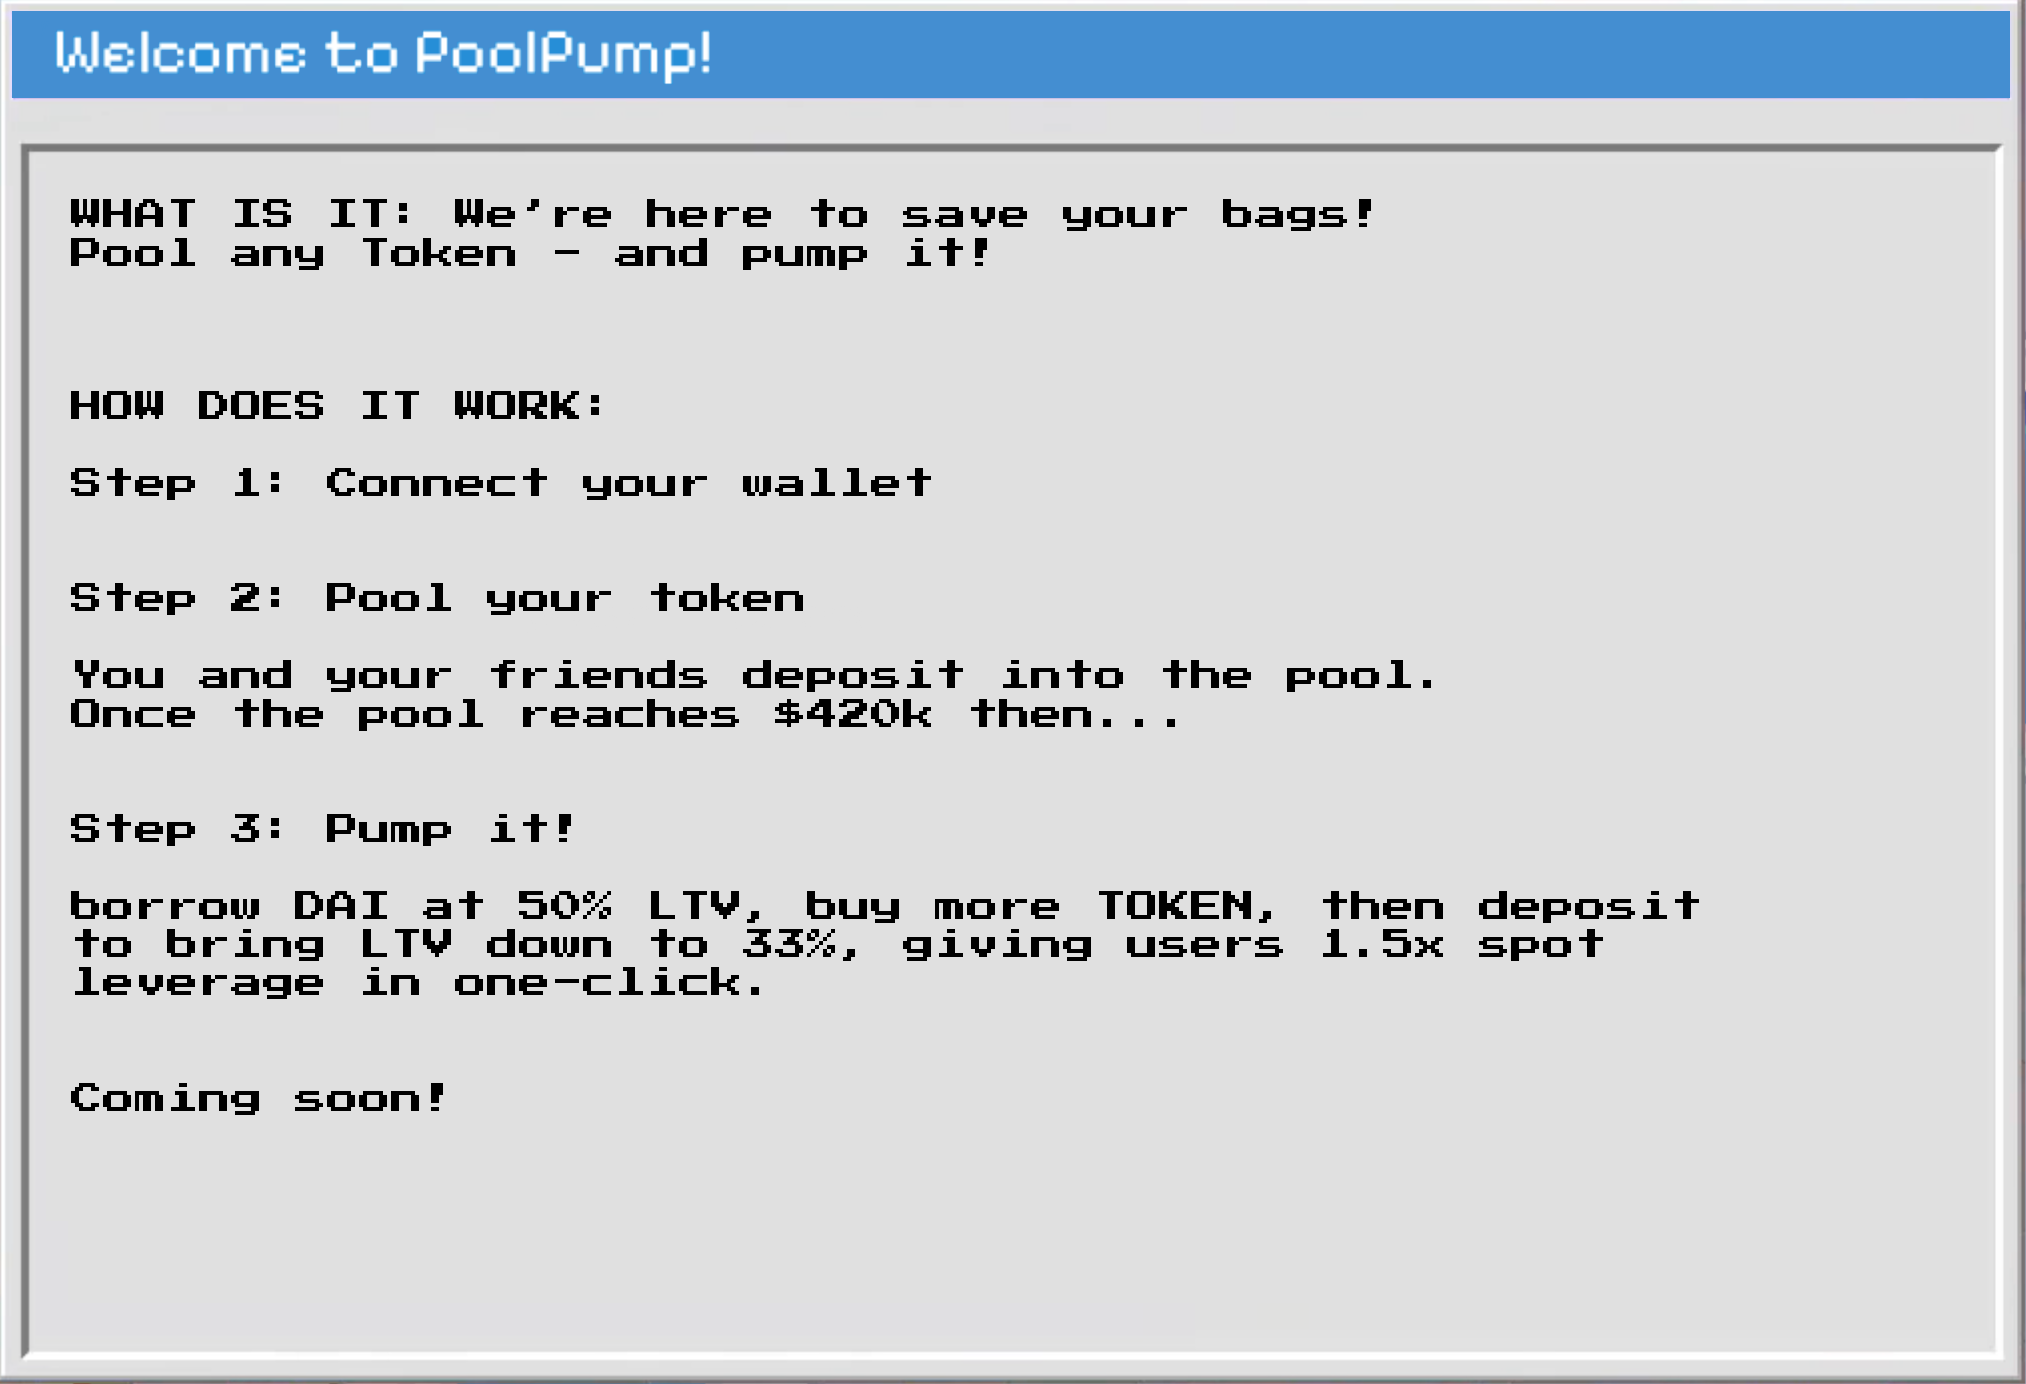 Welcome to PoolPump!
WHAT IS IT: We're here to save your bags!
Pool any Token - and pump it!
HOW DOES IT WORK:
Step 1: Connect your wallet
Step 2: Pool your token
You and your friends deposit into the pool.
Once the pool reaches $420k then...
Step 3: Pump it!
borrow DAI at 50% LTV, buy more TOKEN, then deposit
to bring LTV down to 33%, giving users 1.5x spot
leverage in one-click.
Coming soon!